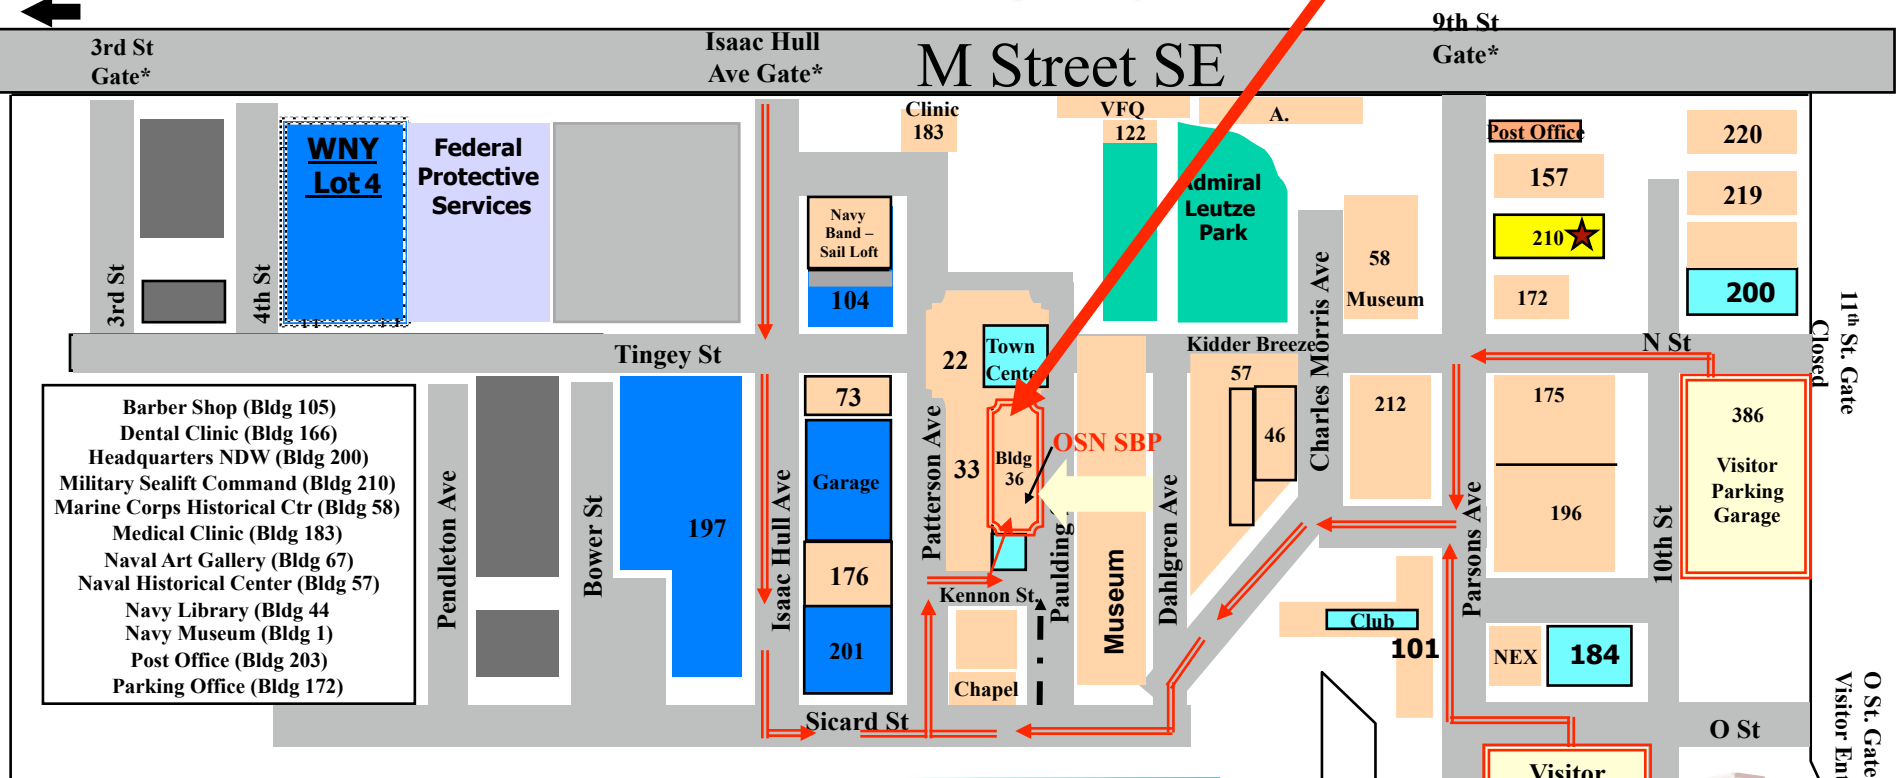 3rd St
Gate*
Isaac Hull
Ave Gate*
M Street SE
9th St
Gate*
WNY
Lot 4
Federal
Protective
Services
Clinic
183
VFQ
122
A.
Admiral
Leutze
Park
Post Office
157
210
172
220
219
200
Navy
Band –
Sail Loft
104
58
Museum
3rd St
4th St
Tingey St
22
Town
Cente
Kidder Breeze
Charles Morris Ave
N St
11th St. Gate
Closed
Barber Shop (Bldg 105)
Dental Clinic (Bldg 166)
Headquarters NDW (Bldg 200)
Military Sealift Command (Bldg 210)
Marine Corps Historical Ctr (Bldg 58)
Medical Clinic (Bldg 183)
Naval Art Gallery (Bldg 67)
Naval Historical Center (Bldg 57)
Navy Library (Bldg 44
Navy Museum (Bldg 1)
Post Office (Bldg 203)
Parking Office (Bldg 172)
Pendleton Ave
Bower St
197
Isaac Hull Ave
73
Garage
176
201
Patterson Ave
33
Bldg
36
OSN SBP
Kennon St.
Paulding
Museum
Dahlgren Ave
57
46
212
Parsons Ave
175
196
10th St
386
Visitor
Parking
Garage
Chapel
Sicard St
Club
101
NEX
184
O St
O St. Gate
Visitor Ent
Visitor